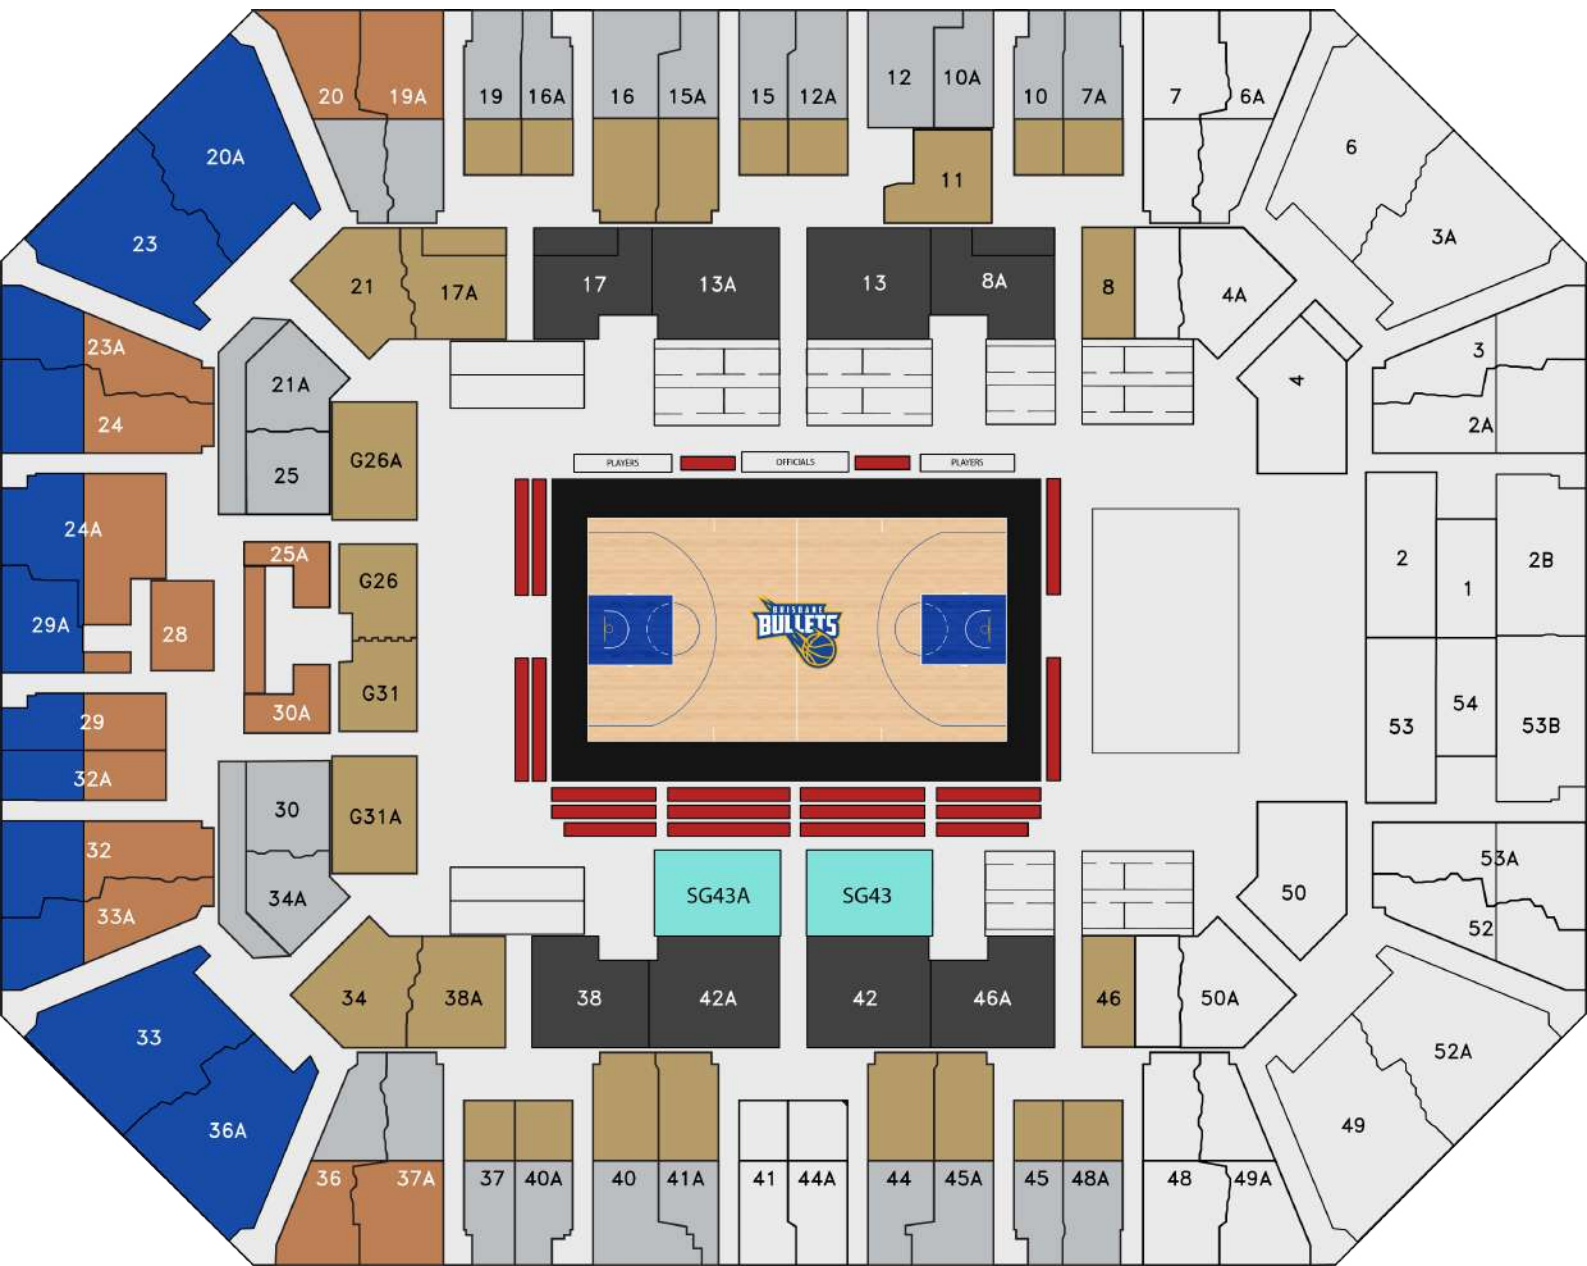 20 19A 19 16A 16 15A 15 12A 12 10A 10 7A 7 6A
20A 6
11
23 3A
21 17A 17 13A 13 8A 8 4A
23A 21A 4 3
24 25 G26A 2A
PLAYERS OFFICIALS PLAYERS
24A 25A G26 2 1 2B
29A 28
BRISBANE
BULLETS
29 30A G31 53 54 53B
32A
32 30 G31A 53A
33A 34A SG43A SG43 50 52
34 38A 38 42A 42 46A 46 50A
33 52A
36A 49
36 37A 37 40A 40 41A 41 44A 44 45A 45 48A 48 49A